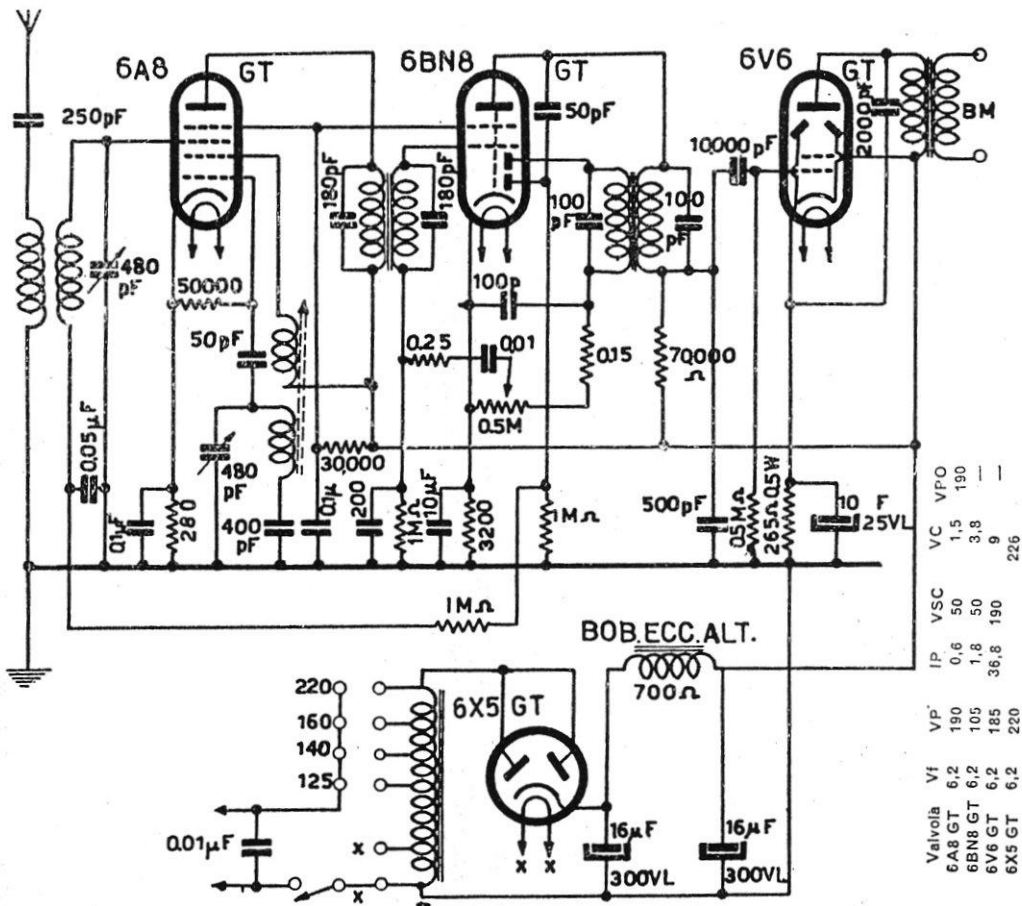 6A8 GT
6BN8 GT
6V6 GT
250pF
180pF
180pF
50pF
10,000 pF
2000 pF
BM
480 pF
50000
50pF
100 pF
100 pF
100p
0.25
0.01
0.15
70,000 Ω
0.5M
0.05µF
480 pF
30,000
0.1µF
280
400 pF
0.1µ
200
1MΩ
10µF
3200
1MΩ
500pF
0.5MΩ
265Ω 0.5W
10 F
25VL
1MΩ
BOB.ECC.ALT.
700Ω
220
160
140
125
6X5 GT
0.01µF
x
x
x x
16µF
300VL
16µF
300VL
Valvola Vf VP IP VSC VC VPO
6A8 GT 6,2 190 0,6 50 1,5 190
6BN8 GT 6,2 105 1,8 50 3,8 —
6V6 GT 6,2 185 36,8 190 9 —
6X5 GT 6,2 220 226